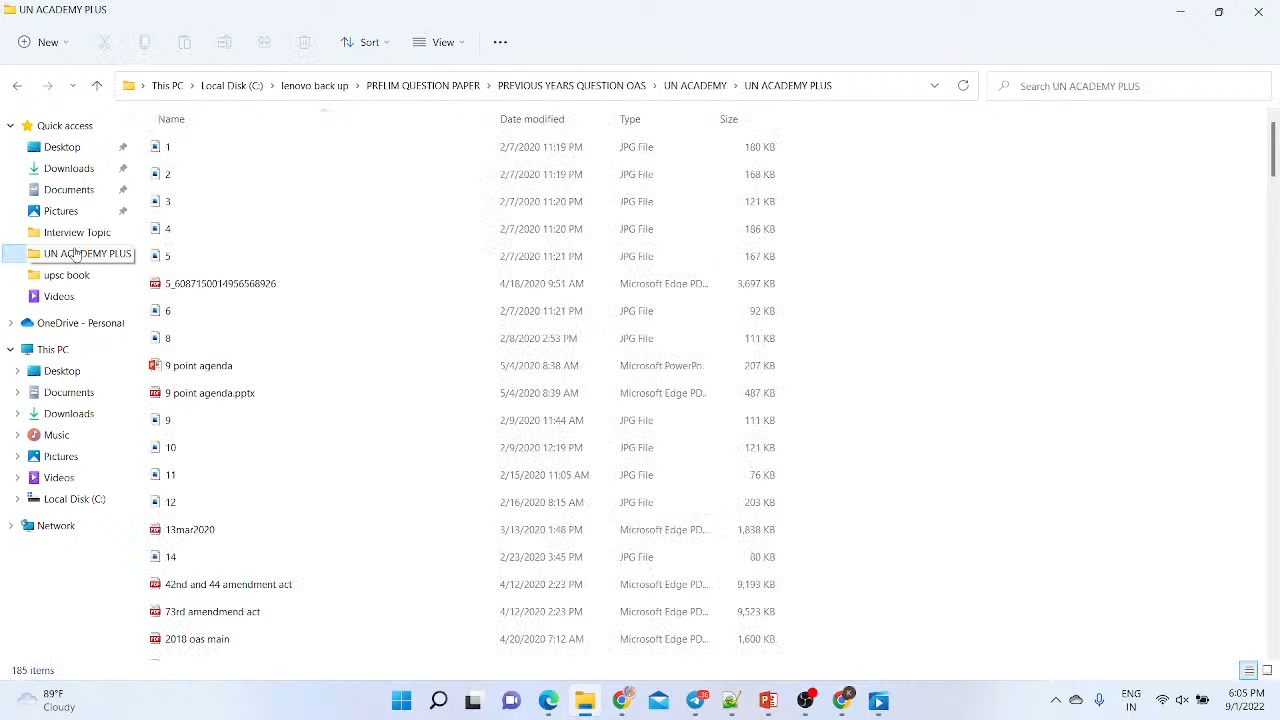 UN ACADEMY PLUS
New Sort View
This PC Local Disk (C:) lenovo back up PRELIM QUESTION PAPER PREVIOUS YEARS QUESTION OAS UN ACADEMY UN ACADEMY PLUS Search UN ACADEMY PLUS
Quick access
Desktop
Downloads
Documents
Pictures
Interview Topic
UN ACADEMY PLUS
upsc book
Videos
OneDrive - Personal
This PC
Desktop
Documents
Downloads
Music
Pictures
Videos
Local Disk (C:)
Network
Name Date modified Type Size
1 2/7/2020 11:19 PM JPG File 180 KB
2 2/7/2020 11:19 PM JPG File 168 KB
3 2/7/2020 11:20 PM JPG File 121 KB
4 2/7/2020 11:20 PM JPG File 186 KB
5 2/7/2020 11:21 PM JPG File 167 KB
5_6087150014956568926 4/18/2020 9:51 AM Microsoft Edge PD... 3,697 KB
6 2/7/2020 11:21 PM JPG File 92 KB
8 2/8/2020 2:53 PM JPG File 111 KB
9 point agenda 5/4/2020 8:38 AM Microsoft PowerPo.. 207 KB
9 point agenda.pptx 5/4/2020 8:39 AM Microsoft Edge PD.. 487 KB
9 2/9/2020 11:44 AM JPG File 111 KB
10 2/9/2020 12:19 PM JPG File 121 KB
11 2/15/2020 11:05 AM JPG File 76 KB
12 2/16/2020 8:15 AM JPG File 203 KB
13mar2020 3/13/2020 1:48 PM Microsoft Edge PD... 1,838 KB
14 2/23/2020 3:45 PM JPG File 80 KB
42nd and 44 amendment act 4/12/2020 2:23 PM Microsoft Edge PD... 9,193 KB
73rd amendmend act 4/12/2020 2:23 PM Microsoft Edge PD... 9,523 KB
2018 oas main 4/20/2020 7:12 AM Microsoft Edge PD... 1,600 KB
185 items
89°F
Cloudy
38
K
ENG
IN
6:05 PM
9/1/2022